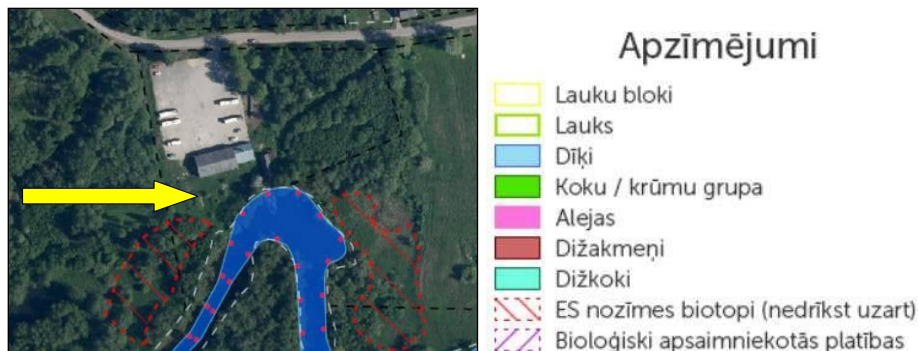 Apzīmējumi
Lauku bloki
Lauks
Dīķi
Koku / krūmu grupa
Alejas
Dižakmeņi
Dižkoki
ES nozīmes biotopi (nedrīkst uzart)
Bioloģiski apsaimniekotās platības